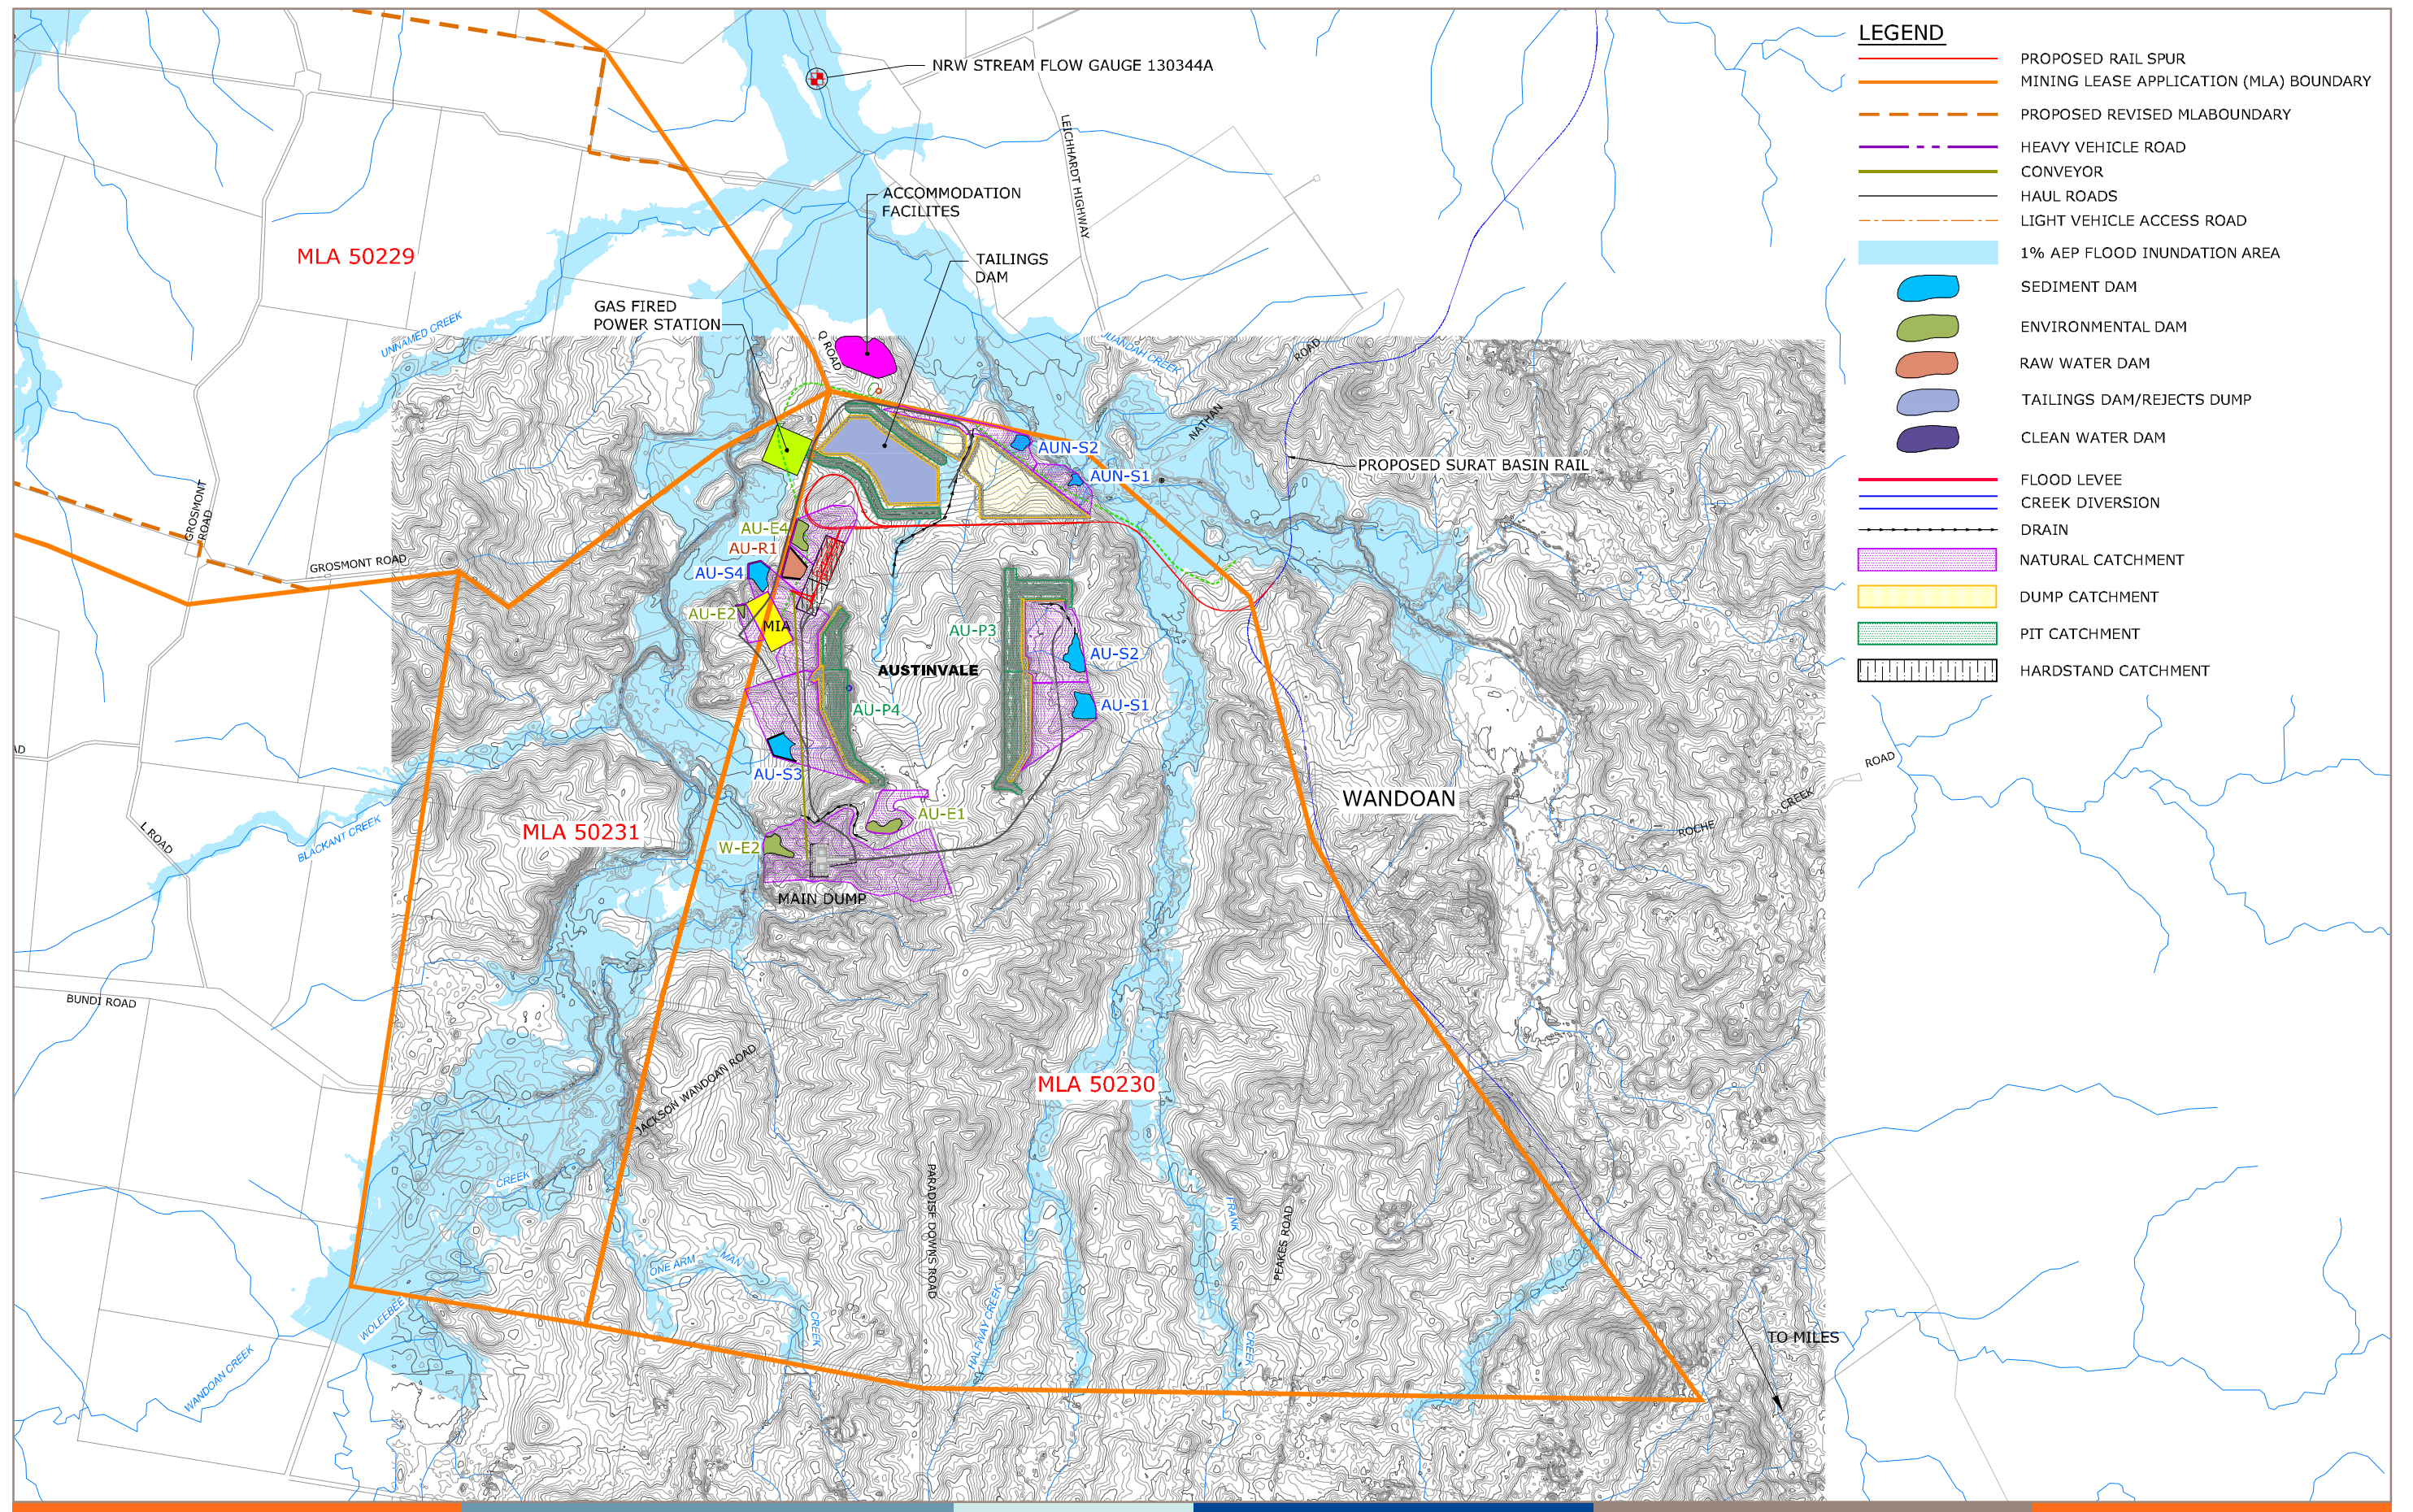 LEGEND
PROPOSED RAIL SPUR
MINING LEASE APPLICATION (MLA) BOUNDARY
PROPOSED REVISED MLABOUNDARY
HEAVY VEHICLE ROAD
CONVEYOR
HAUL ROADS
LIGHT VEHICLE ACCESS ROAD
1% AEP FLOOD INUNDATION AREA
SEDIMENT DAM
ENVIRONMENTAL DAM
RAW WATER DAM
TAILINGS DAM/REJECTS DUMP
CLEAN WATER DAM
FLOOD LEVEE
CREEK DIVERSION
DRAIN
NATURAL CATCHMENT
DUMP CATCHMENT
PIT CATCHMENT
HARDSTAND CATCHMENT
NRW STREAM FLOW GAUGE 130344A
LEICHHARDT HIGHWAY
ACCOMMODATION
FACILITES
MLA 50229
TAILINGS
DAM
GAS FIRED
POWER STATION
UNNAMED CREEK
Q ROAD
JUANDAH CREEK
NATHAN
ROAD
AUN-S2
AUN-S1
PROPOSED SURAT BASIN RAIL
GROSMONT
ROAD
GROSMONT ROAD
AU-E4
AU-R1
AU-S4
AU-E2
MIA
AU-P3
AU-S2
AUSTINVALE
AU-S1
AU-P4
AU-S3
AU-E1
W-E2
MAIN DUMP
WANDOAN
ROAD
CREEK
ROCHE
AD
L ROAD
BLACKANT CREEK
MLA 50231
BUNDI ROAD
JACKSON WANDOAN ROAD
MLA 50230
CREEK
WOLEEBEE
WANDOAN CREEK
ONE ARM
MAN
CREEK
PARADISE DOWNS ROAD
HALFWAY CREEK
FRANK
CREEK
PEAKES ROAD
TO MILES